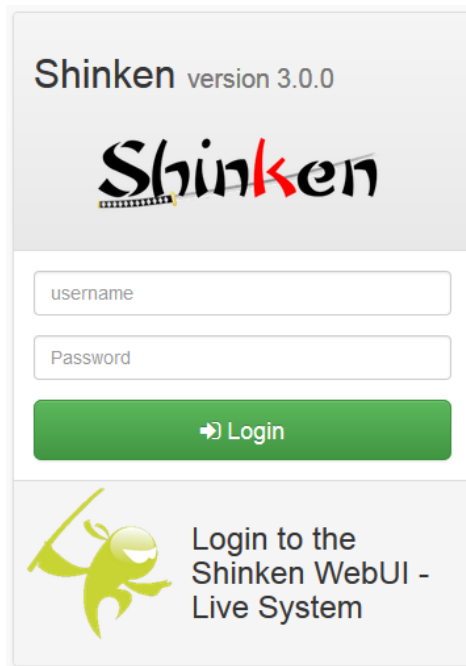 Shinken version 3.0.0
Shinken
username
Password
Login
Login to the
Shinken WebUI -
Live System